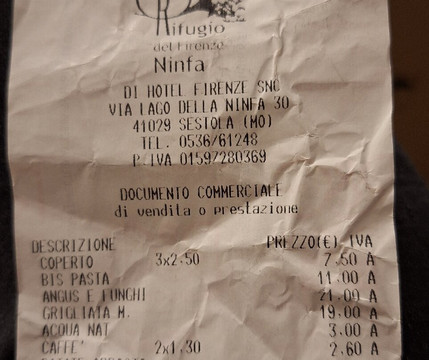 Rifugio
del Firenze
Ninfa
DI HOTEL FIRENZE SNC
VIA LAGO DELLA NINFA 30
41029 SESTOLA (MO)
TEL. 0536/61248
P.IVA 01597280369
DOCUMENTO COMMERCIALE
di vendita o prestazione
DESCRIZIONE PREZZO(€) IVA
COPERTO 3x2.50 7.50 A
BIS PASTA 11.00 A
ANGUS E FUNGHI 21.00 A
GRIGLIATA M. 19.00 A
ACQUA NAT 3.00 A
CAFFE' 2x1.30 2.60 A